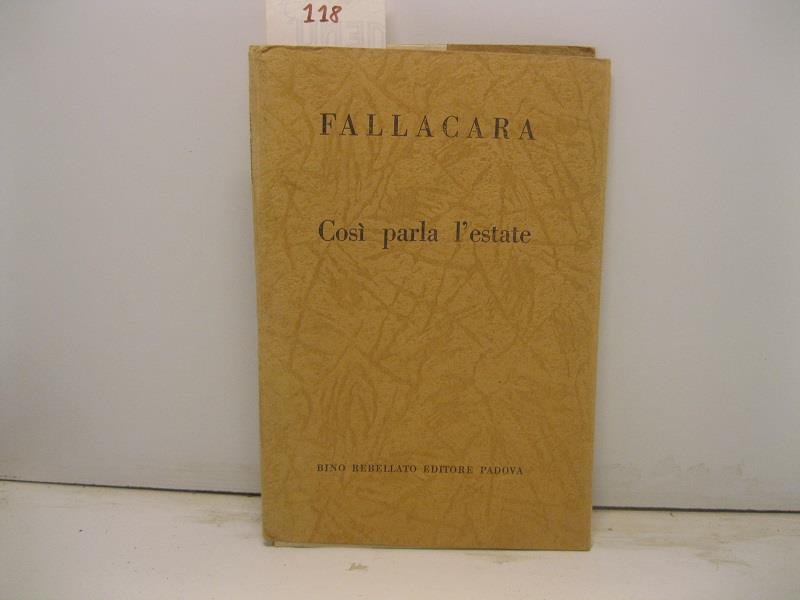 118
FALLACARA
Così parla l'estate
BINO REBELLATO EDITORE PADOVA